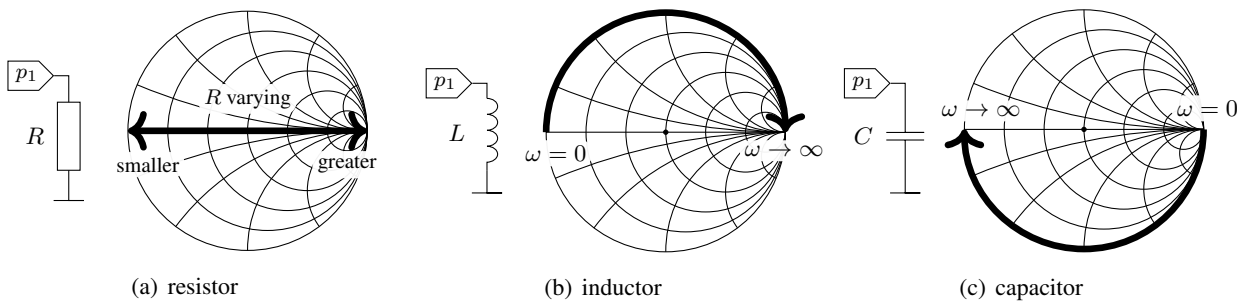 p₁
R
R varying
smaller
greater
(a) resistor
p₁
L
ω = 0
ω → ∞
(b) inductor
p₁
C
ω → ∞
ω = 0
(c) capacitor